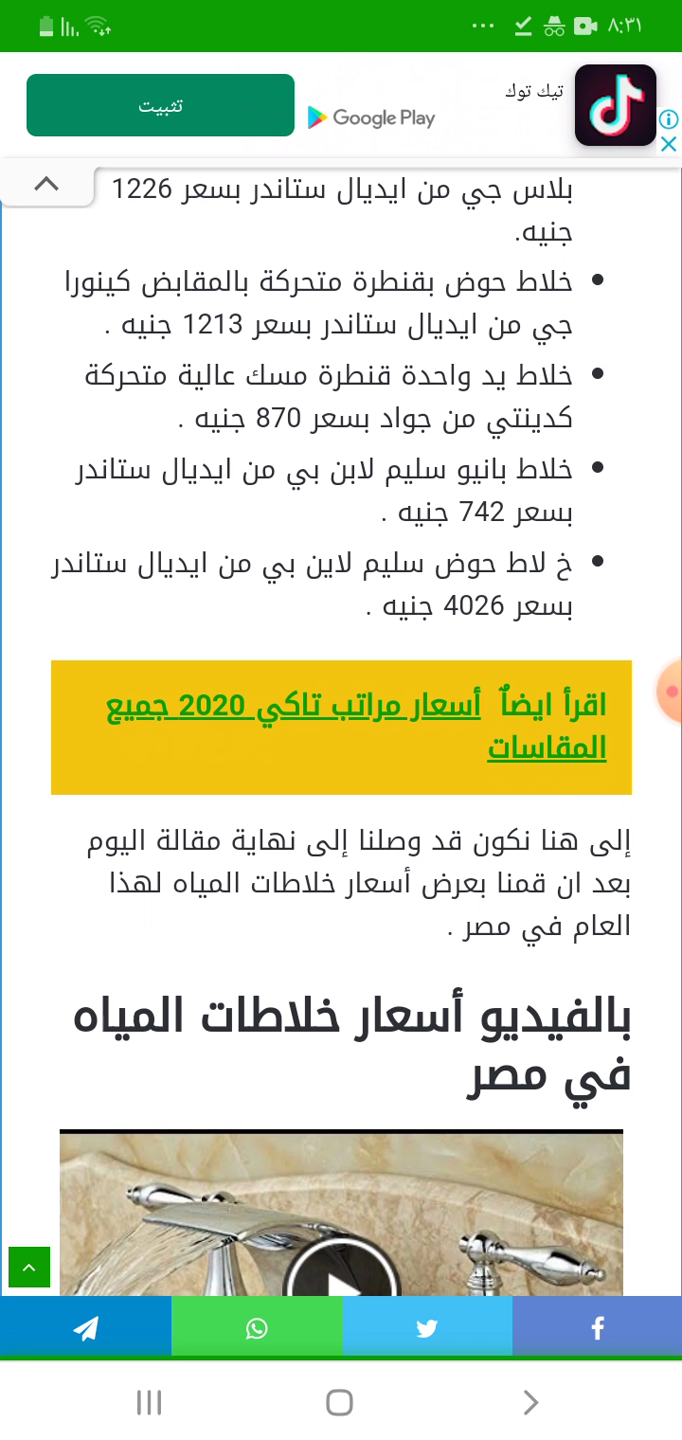 ٨:٣١
تيك توك
Google Play
تثبيت
بلاس جي من ايديال ستاندر بسعر 1226
جنيه.
خلاط حوض بقنطرة متحركة بالمقابض كينورا
جي من ايديال ستاندر بسعر 1213 جنيه .
خلاط يد واحدة قنطرة مسك عالية متحركة
كدينتي من جواد بسعر 870 جنيه .
خلاط بانيو سليم لابن بي من ايديال ستاندر
بسعر 742 جنيه .
خ لاط حوض سليم لاين بي من ايديال ستاندر
بسعر 4026 جنيه .
اقرأ ايضاٌ أسعار مراتب تاكي 2020 جميع
المقاسات
إلى هنا نكون قد وصلنا إلى نهاية مقالة اليوم
بعد ان قمنا بعرض أسعار خلاطات المياه لهذا
العام في مصر .
بالفيديو أسعار خلاطات المياه
في مصر